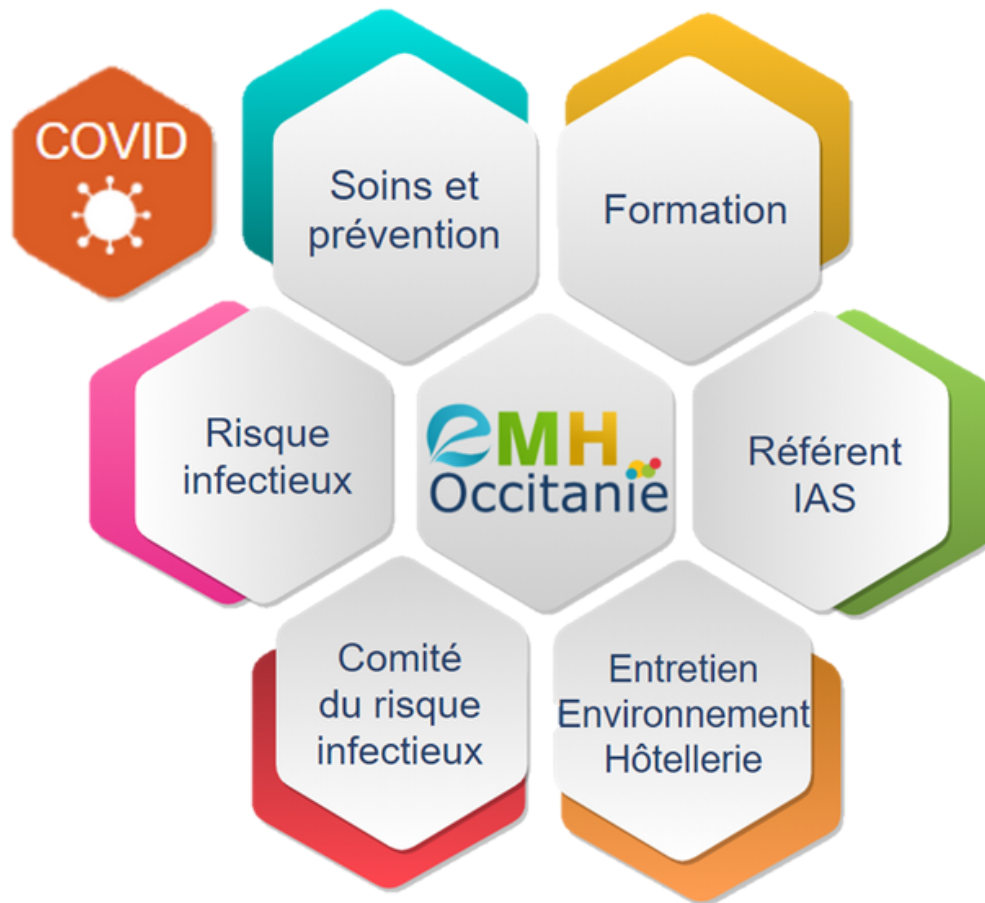 COVID
Soins et
prévention
Formation
Risque
infectieux
eMH
Occitanie
Référent
IAS
Comité
du risque
infectieux
Entretien
Environnement
Hôtellerie